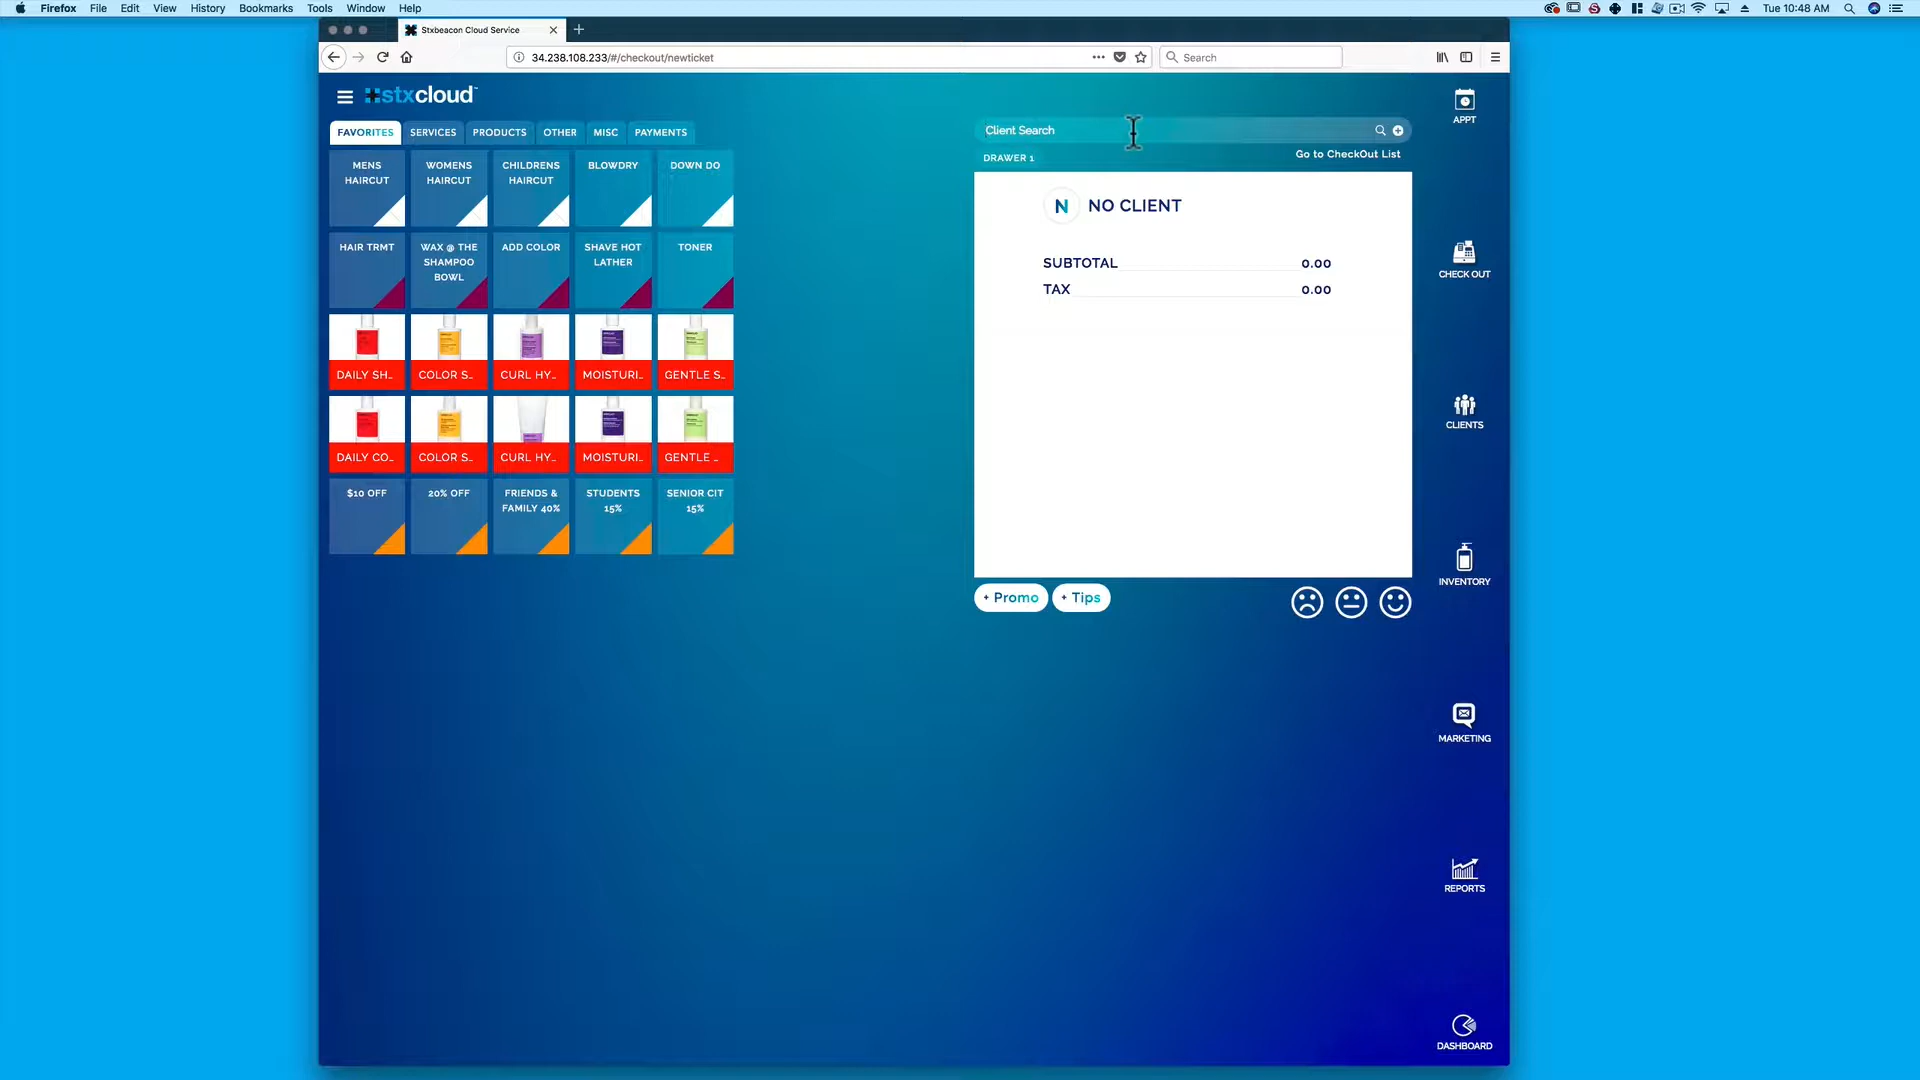 Firefox File Edit View History Bookmarks Tools Window Help
Tue 10:48 AM
Stxbeacon Cloud Service
34.238.108.233/#/checkout/newticket
Search
stxcloud
FAVORITES SERVICES PRODUCTS OTHER MISC PAYMENTS
MENS HAIRCUT
WOMENS HAIRCUT
CHILDRENS HAIRCUT
BLOWDRY
DOWN DO
HAIR TRMT
WAX @ THE SHAMPOO BOWL
ADD COLOR
SHAVE HOT LATHER
TONER
DAILY SH..
COLOR S..
CURL HY..
MOISTURI..
GENTLE S..
DAILY CO..
COLOR S..
CURL HY..
MOISTURI..
GENTLE ..
$10 OFF
20% OFF
FRIENDS & FAMILY 40%
STUDENTS 15%
SENIOR CIT 15%
Client Search
DRAWER 1
Go to CheckOut List
N NO CLIENT
SUBTOTAL 0.00
TAX 0.00
+ Promo
+ Tips
APPT
CHECK OUT
CLIENTS
INVENTORY
MARKETING
REPORTS
DASHBOARD